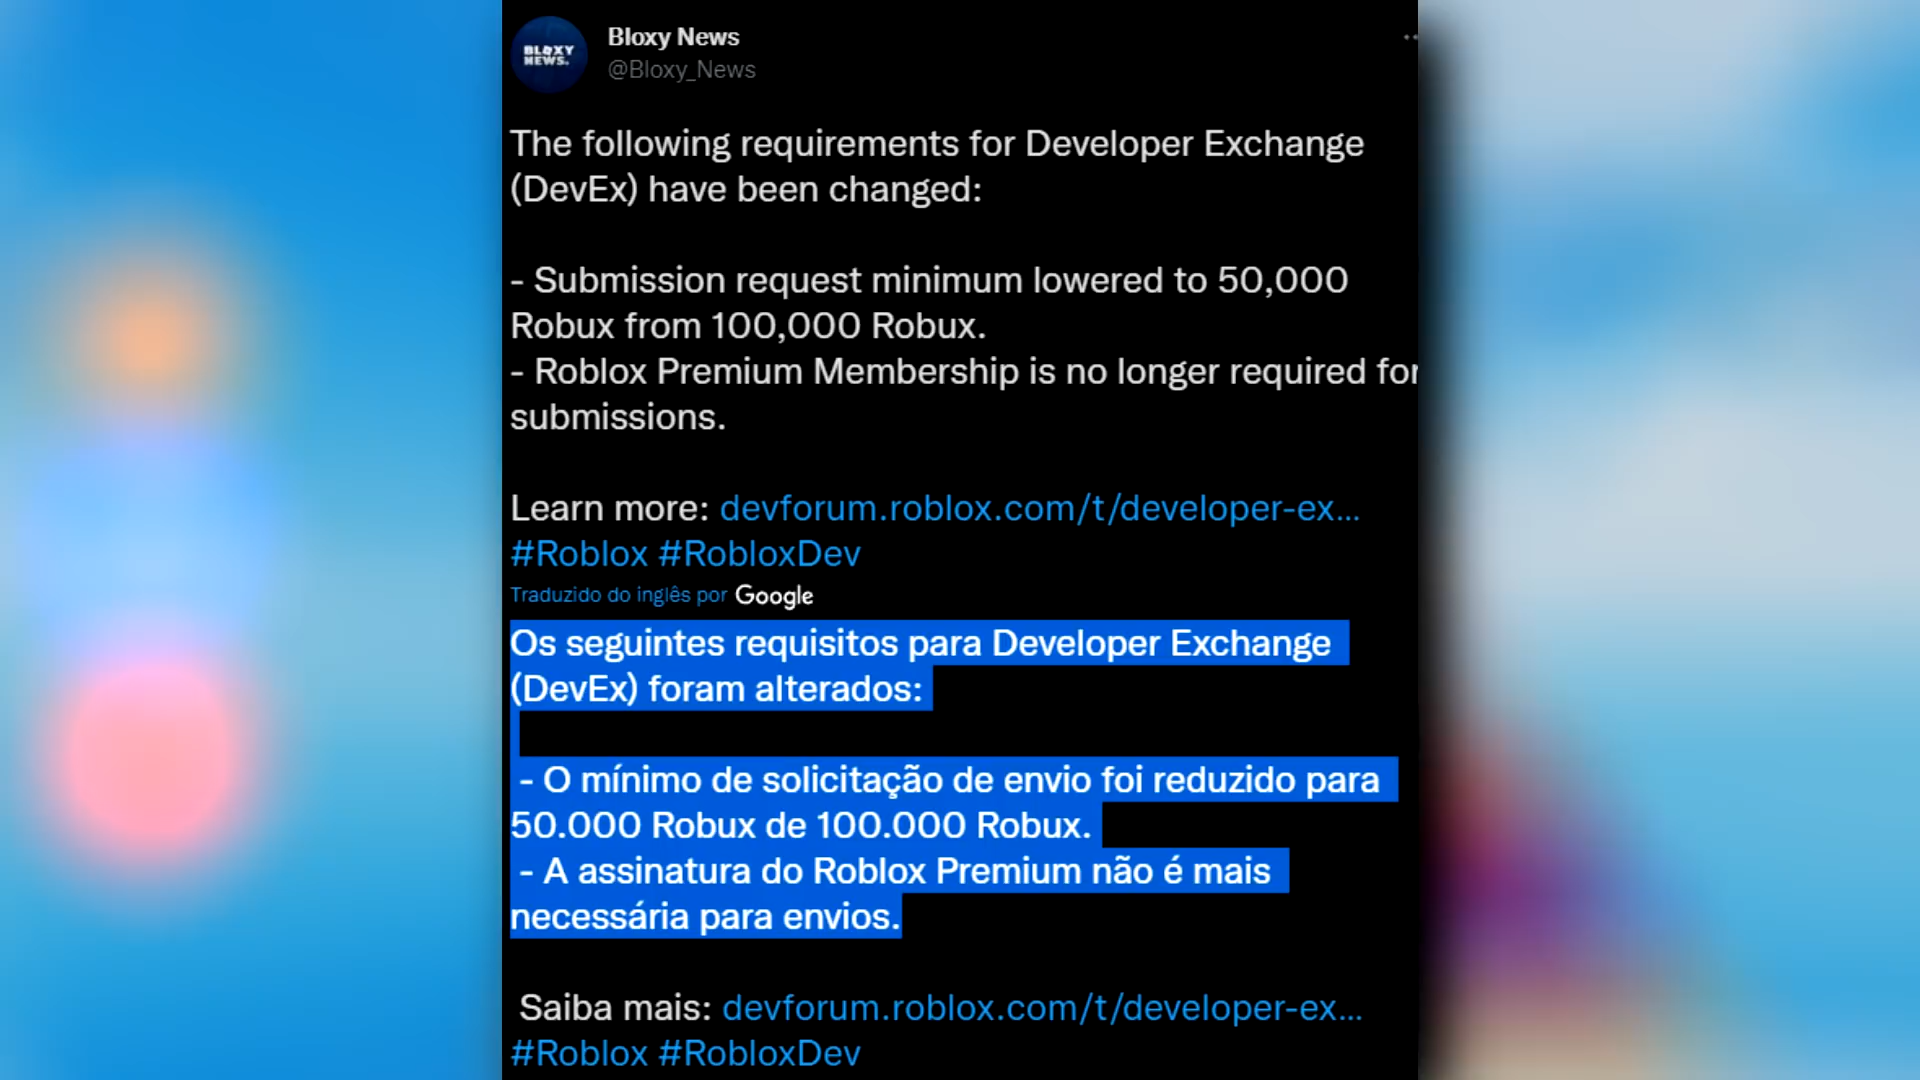 BLOXY
NEWS.
Bloxy News
@Bloxy_News
The following requirements for Developer Exchange
(DevEx) have been changed:
- Submission request minimum lowered to 50,000
Robux from 100,000 Robux.
- Roblox Premium Membership is no longer required for
submissions.
Learn more: devforum.roblox.com/t/developer-ex...
#Roblox #RobloxDev
Traduzido do inglês por Google
Os seguintes requisitos para Developer Exchange
(DevEx) foram alterados:
- O mínimo de solicitação de envio foi reduzido para
50.000 Robux de 100.000 Robux.
- A assinatura do Roblox Premium não é mais
necessária para envios.
Saiba mais: devforum.roblox.com/t/developer-ex...
#Roblox #RobloxDev